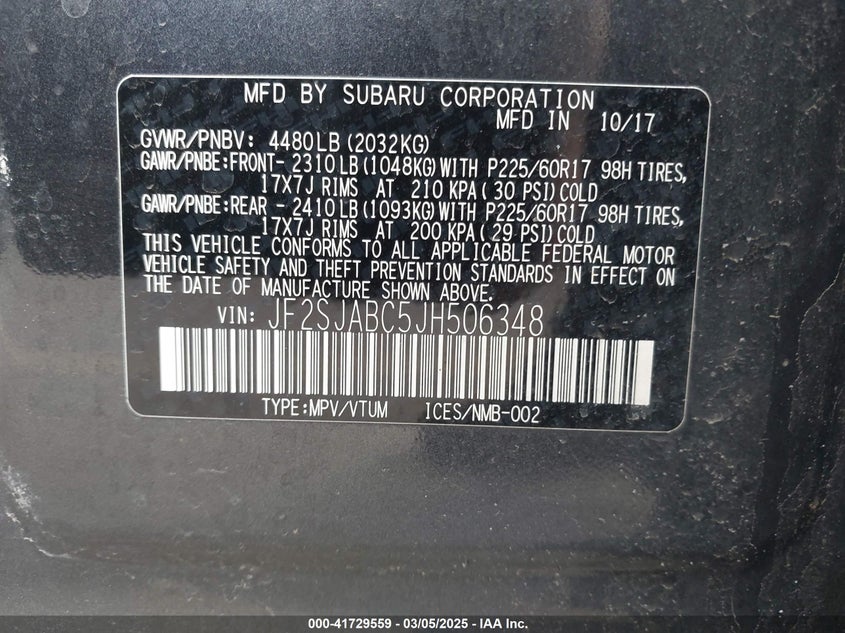 MFD BY SUBARU CORPORATION
MFD IN 10/17
GVWR/PNBV: 4480LB (2032KG)
GAWR/PNBE:FRONT- 2310LB (1048KG) WITH P225/60R17 98H TIRES,
17X7J RIMS AT 210 KPA( 30 PSI) COLD
GAWR/PNBE:REAR - 2410LB (1093KG) WITH P225/60R17 98H TIRES,
17X7J RIMS AT 200 KPA( 29 PSI) COLD
THIS VEHICLE CONFORMS TO ALL APPLICABLE FEDERAL MOTOR
VEHICLE SAFETY AND THEFT PREVENTION STANDARDS IN EFFECT ON
THE DATE OF MANUFACTURE SHOWN ABOVE.
VIN: JF2SJABC5JH506348
TYPE:MPV/VTUM ICES/NMB-002
000-41729559 - 03/05/2025 - IAA Inc.